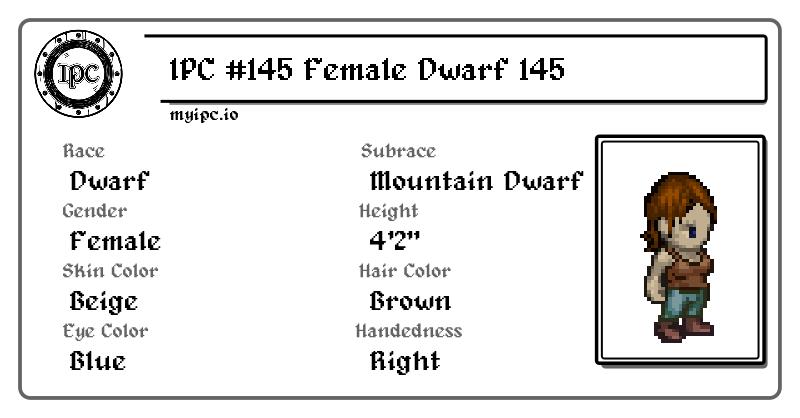 IPC
IPC #145 Female Dwarf 145
myipc.io
Race
Dwarf
Subrace
Mountain Dwarf
Gender
Female
Height
4'2"
Skin Color
Beige
Hair Color
Brown
Eye Color
Blue
Handedness
Right